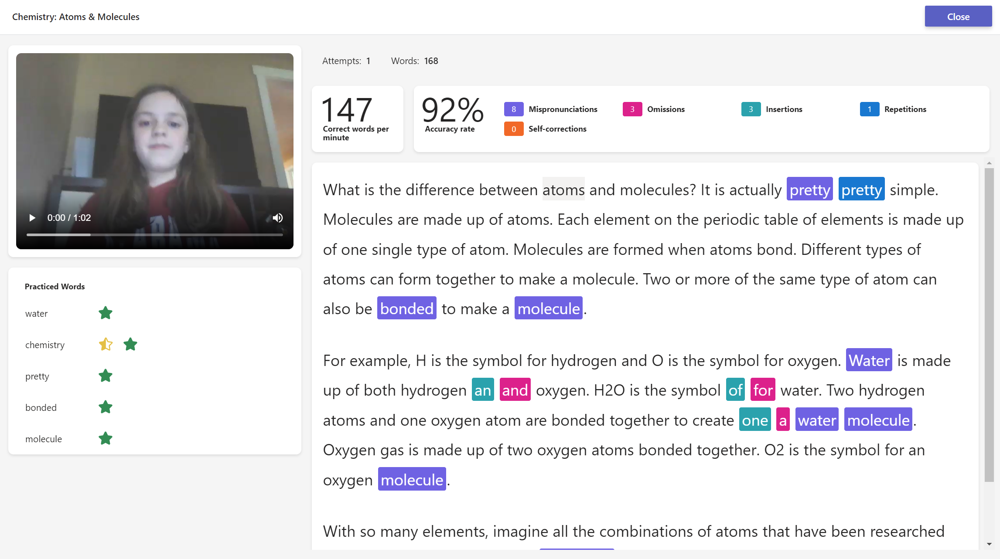 Chemistry: Atoms & Molecules
Close
0:00 / 1:02
Practiced Words
water
chemistry
pretty
bonded
molecule
Attempts: 1 Words: 168
147
Correct words per
minute
92%
Accuracy rate
8 Mispronunciations
3 Omissions
3 Insertions
1 Repetitions
0 Self-corrections
What is the difference between atoms and molecules? It is actually pretty pretty simple.
Molecules are made up of atoms. Each element on the periodic table of elements is made up
of one single type of atom. Molecules are formed when atoms bond. Different types of
atoms can form together to make a molecule. Two or more of the same type of atom can
also be bonded to make a molecule.
For example, H is the symbol for hydrogen and O is the symbol for oxygen. Water is made
up of both hydrogen an and oxygen. H2O is the symbol of for water. Two hydrogen
atoms and one oxygen atom are bonded together to create one a water molecule.
Oxygen gas is made up of two oxygen atoms bonded together. O2 is the symbol for an
oxygen molecule.
With so many elements, imagine all the combinations of atoms that have been researched